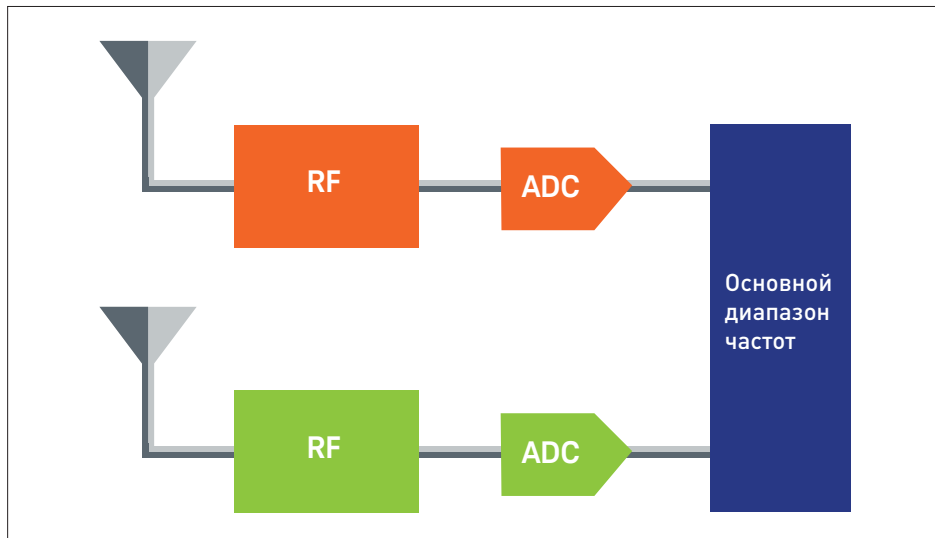 RF
ADC
Основной
диапазон
частот
RF
ADC